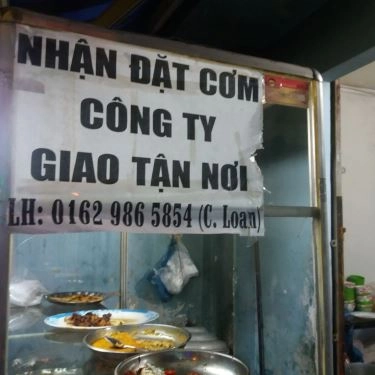 NHẬN ĐẶT CƠM
CÔNG TY
GIAO TẬN NƠI
LH: 0162 986 5854 (C. Loan)